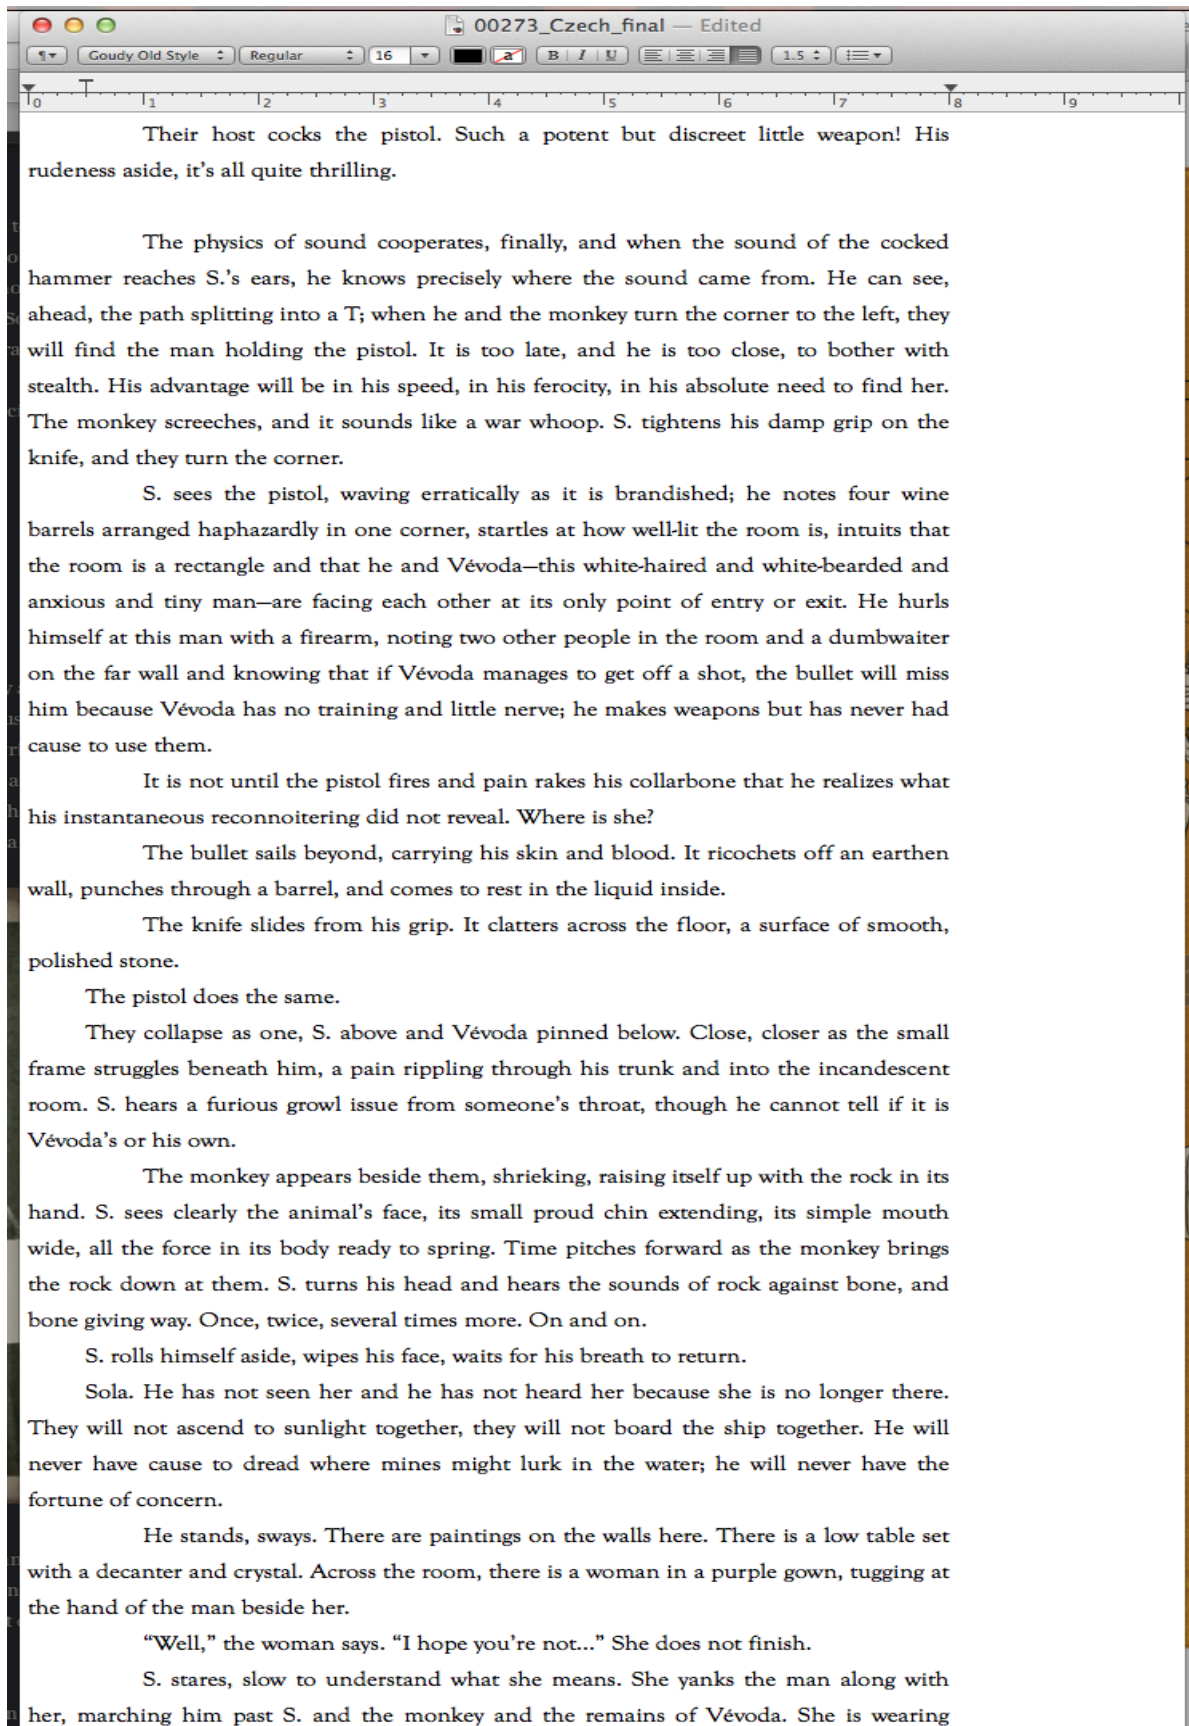 00273_Czech_final — Edited
Goudy Old Style Regular 16 a B I U 1.5
0 1 2 3 4 5 6 7 8 9
Their host cocks the pistol. Such a potent but discreet little weapon! His
rudeness aside, it's all quite thrilling.
The physics of sound cooperates, finally, and when the sound of the cocked
hammer reaches S.'s ears, he knows precisely where the sound came from. He can see,
ahead, the path splitting into a T; when he and the monkey turn the corner to the left, they
will find the man holding the pistol. It is too late, and he is too close, to bother with
stealth. His advantage will be in his speed, in his ferocity, in his absolute need to find her.
The monkey screeches, and it sounds like a war whoop. S. tightens his damp grip on the
knife, and they turn the corner.
S. sees the pistol, waving erratically as it is brandished; he notes four wine
barrels arranged haphazardly in one corner, startles at how well-lit the room is, intuits that
the room is a rectangle and that he and Vévoda—this white-haired and white-bearded and
anxious and tiny man—are facing each other at its only point of entry or exit. He hurls
himself at this man with a firearm, noting two other people in the room and a dumbwaiter
on the far wall and knowing that if Vévoda manages to get off a shot, the bullet will miss
him because Vévoda has no training and little nerve; he makes weapons but has never had
cause to use them.
It is not until the pistol fires and pain rakes his collarbone that he realizes what
his instantaneous reconnoitering did not reveal. Where is she?
The bullet sails beyond, carrying his skin and blood. It ricochets off an earthen
wall, punches through a barrel, and comes to rest in the liquid inside.
The knife slides from his grip. It clatters across the floor, a surface of smooth,
polished stone.
The pistol does the same.
They collapse as one, S. above and Vévoda pinned below. Close, closer as the small
frame struggles beneath him, a pain rippling through his trunk and into the incandescent
room. S. hears a furious growl issue from someone's throat, though he cannot tell if it is
Vévoda's or his own.
The monkey appears beside them, shrieking, raising itself up with the rock in its
hand. S. sees clearly the animal's face, its small proud chin extending, its simple mouth
wide, all the force in its body ready to spring. Time pitches forward as the monkey brings
the rock down at them. S. turns his head and hears the sounds of rock against bone, and
bone giving way. Once, twice, several times more. On and on.
S. rolls himself aside, wipes his face, waits for his breath to return.
Sola. He has not seen her and he has not heard her because she is no longer there.
They will not ascend to sunlight together, they will not board the ship together. He will
never have cause to dread where mines might lurk in the water; he will never have the
fortune of concern.
He stands, sways. There are paintings on the walls here. There is a low table set
with a decanter and crystal. Across the room, there is a woman in a purple gown, tugging at
the hand of the man beside her.
“Well,” the woman says. “I hope you're not...” She does not finish.
S. stares, slow to understand what she means. She yanks the man along with
her, marching him past S. and the monkey and the remains of Vévoda. She is wearing